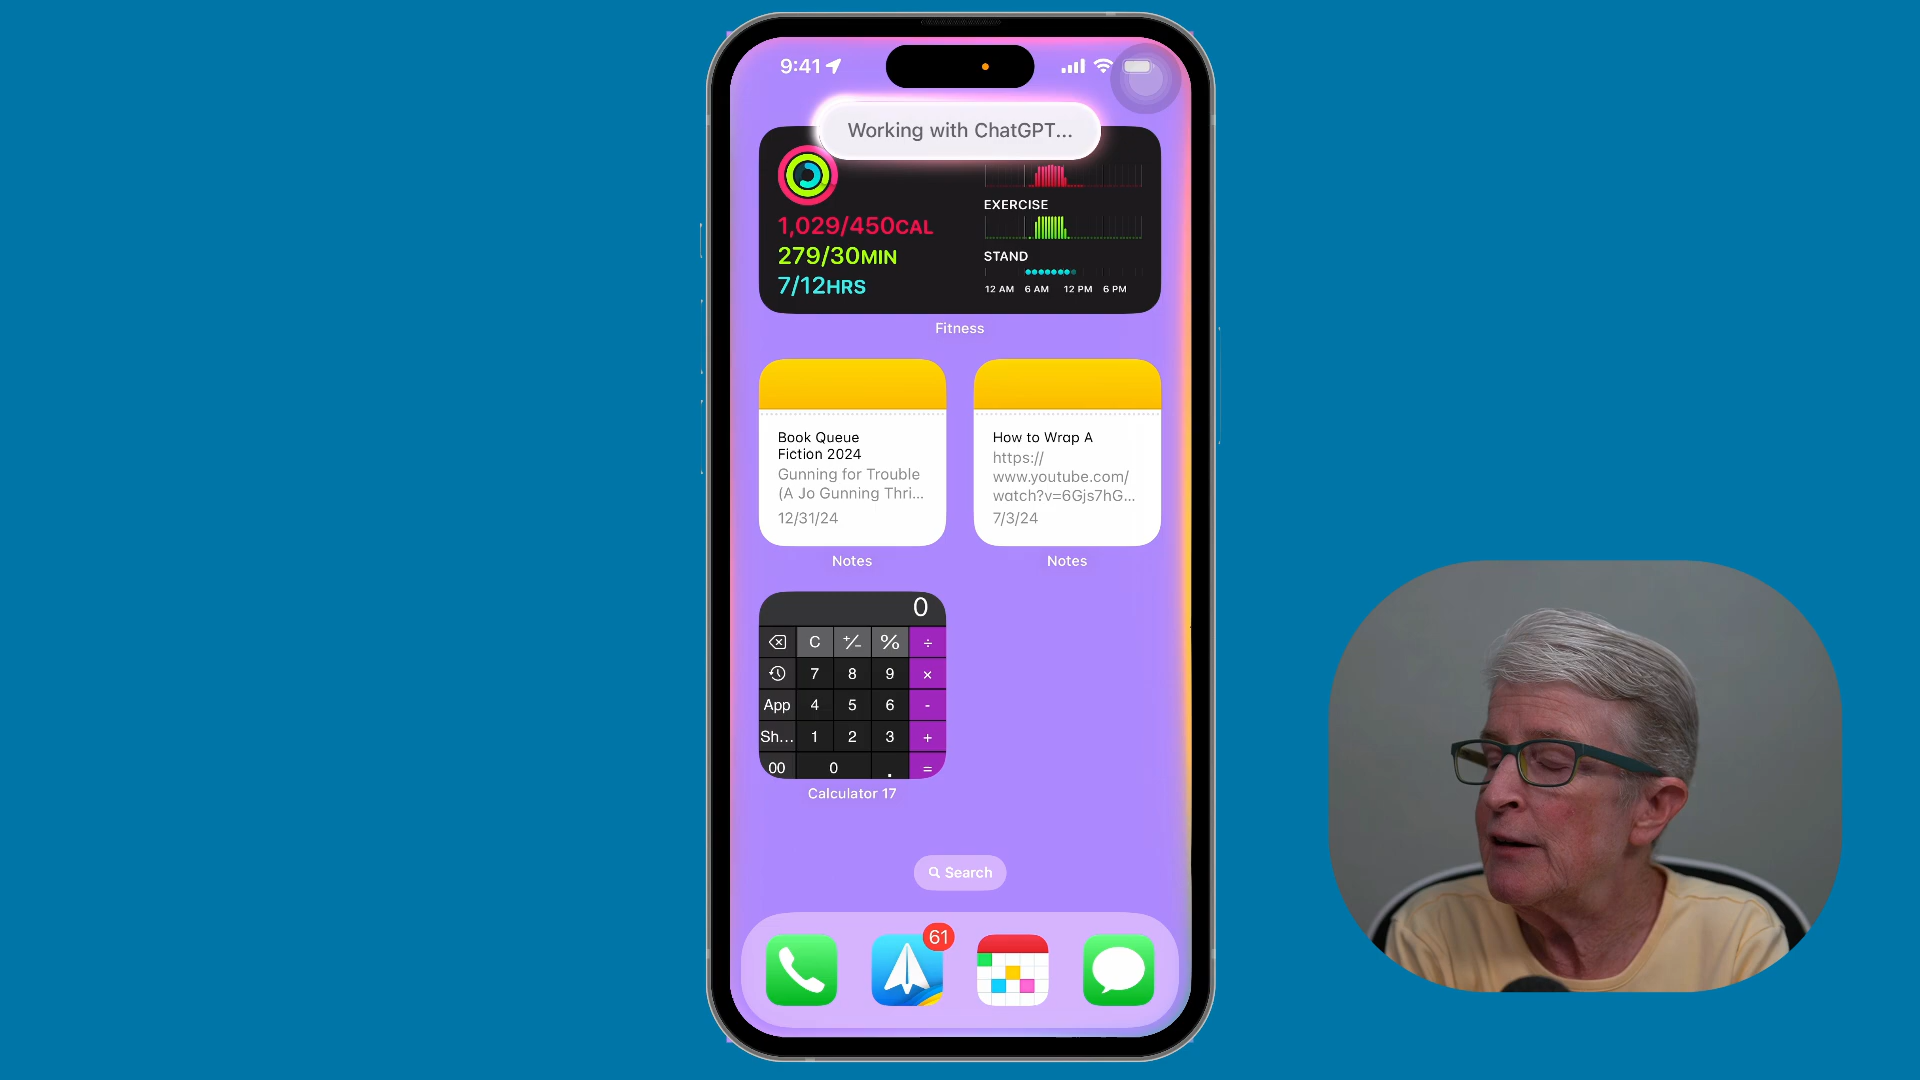 9:41
Working with ChatGPT...
1,029/450CAL
279/30MIN
7/12HRS
EXERCISE
STAND
12 AM 6 AM 12 PM 6 PM
Fitness
Book Queue
Fiction 2024
Gunning for Trouble
(A Jo Gunning Thri...
12/31/24
Notes
How to Wrap A
https://
www.youtube.com/
watch?v=6Gjs7hG...
7/3/24
Notes
0
C +/- % ÷
7 8 9 ×
App 4 5 6 -
Sh... 1 2 3 +
00 0 . =
Calculator 17
Search
61